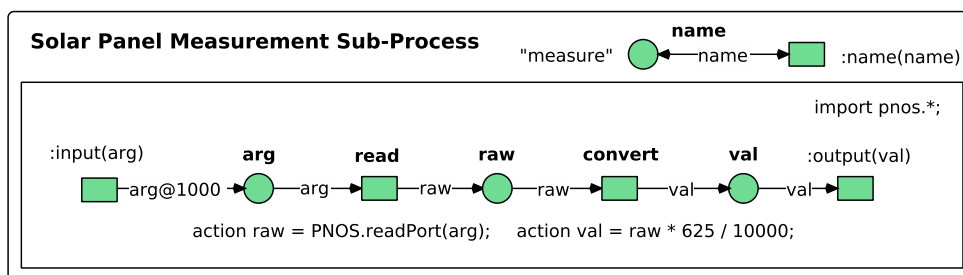 Solar Panel Measurement Sub-Process
name
"measure"
name
:name(name)
import pnos.*;
:input(arg)
arg
read
raw
convert
val
:output(val)
arg@1000
arg
raw
raw
val
val
action raw = PNOS.readPort(arg);
action val = raw * 625 / 10000;